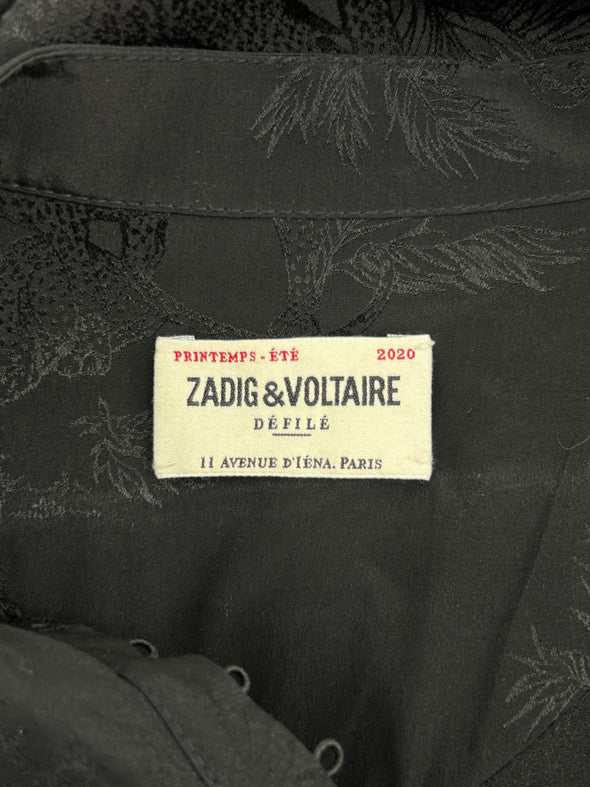 PRINTEMPS - ÉTÉ 2020
ZADIG & VOLTAIRE
DÉFILÉ
11 AVENUE D'IÉNA. PARIS